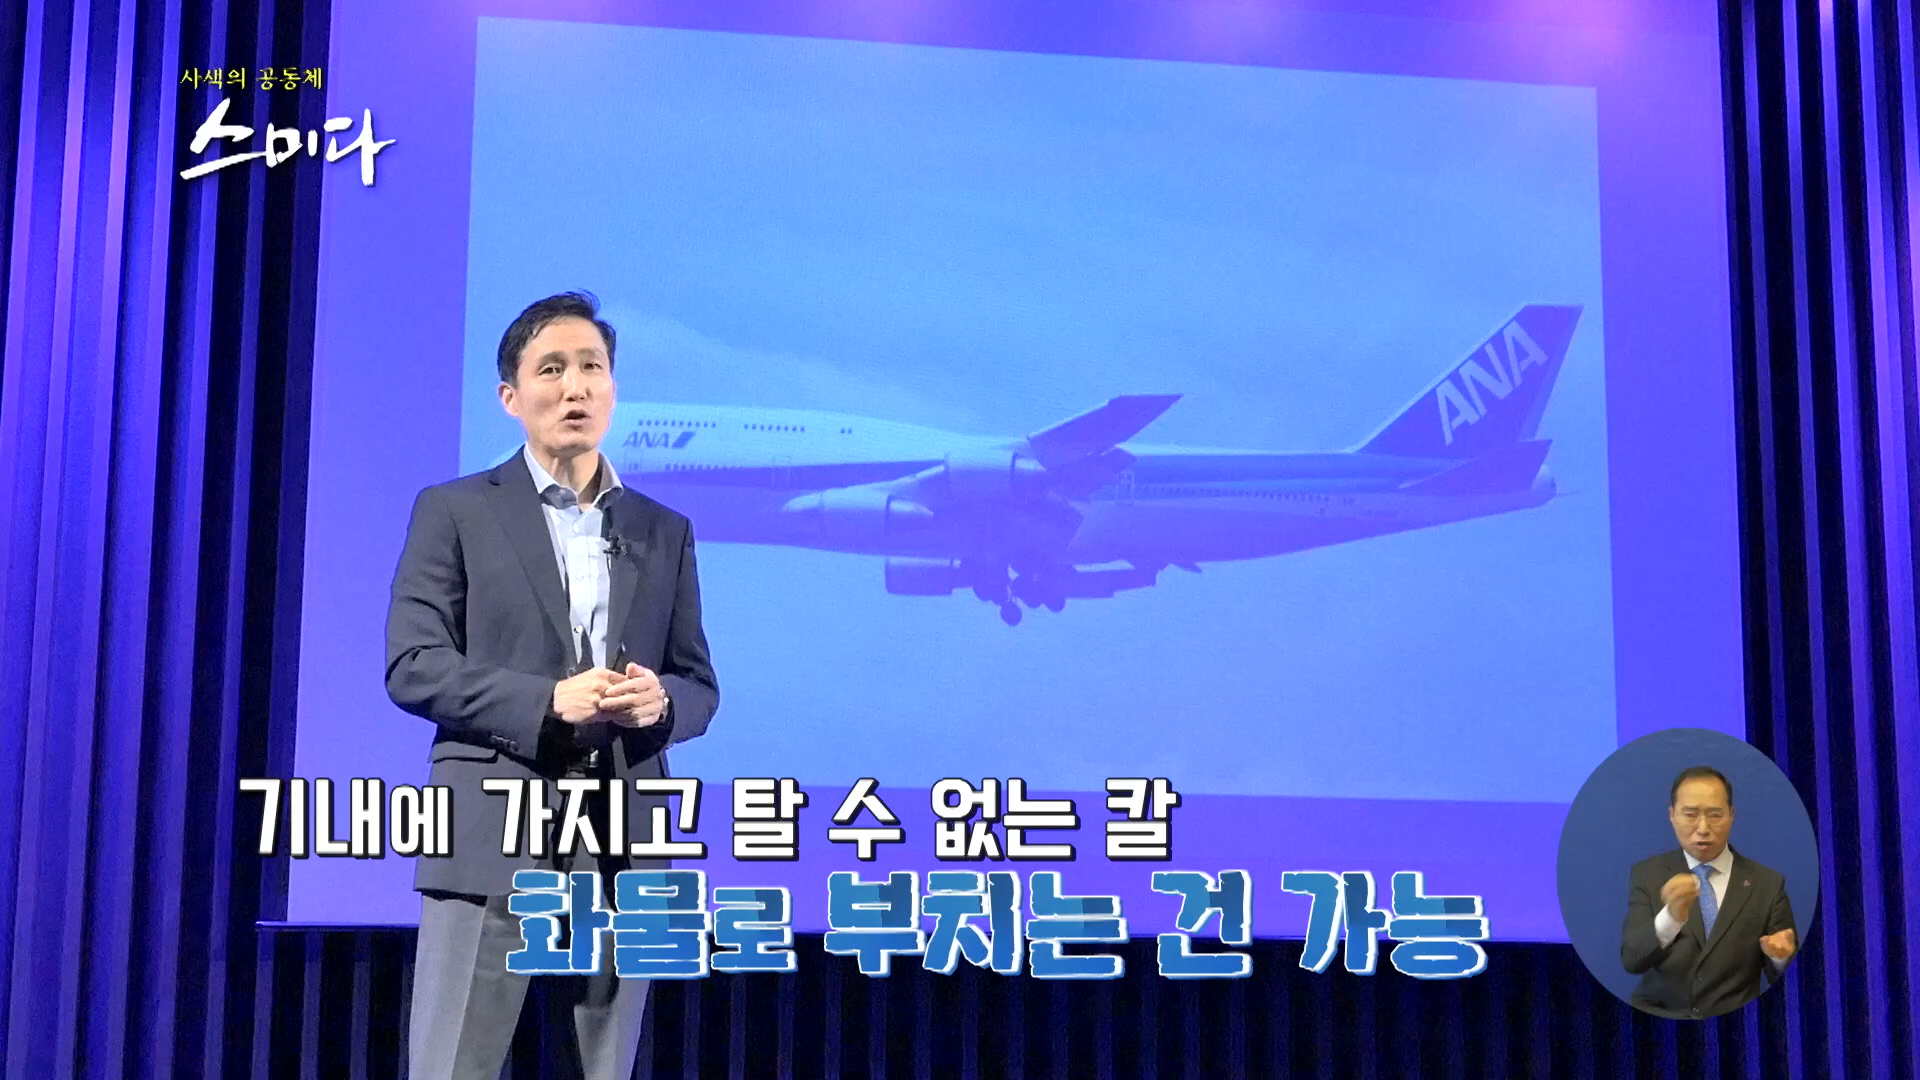 사색의 공동체
스미다
ANA
ANA
기내에 가지고 탈 수 없는 칼
화물로 부치는 건 가능